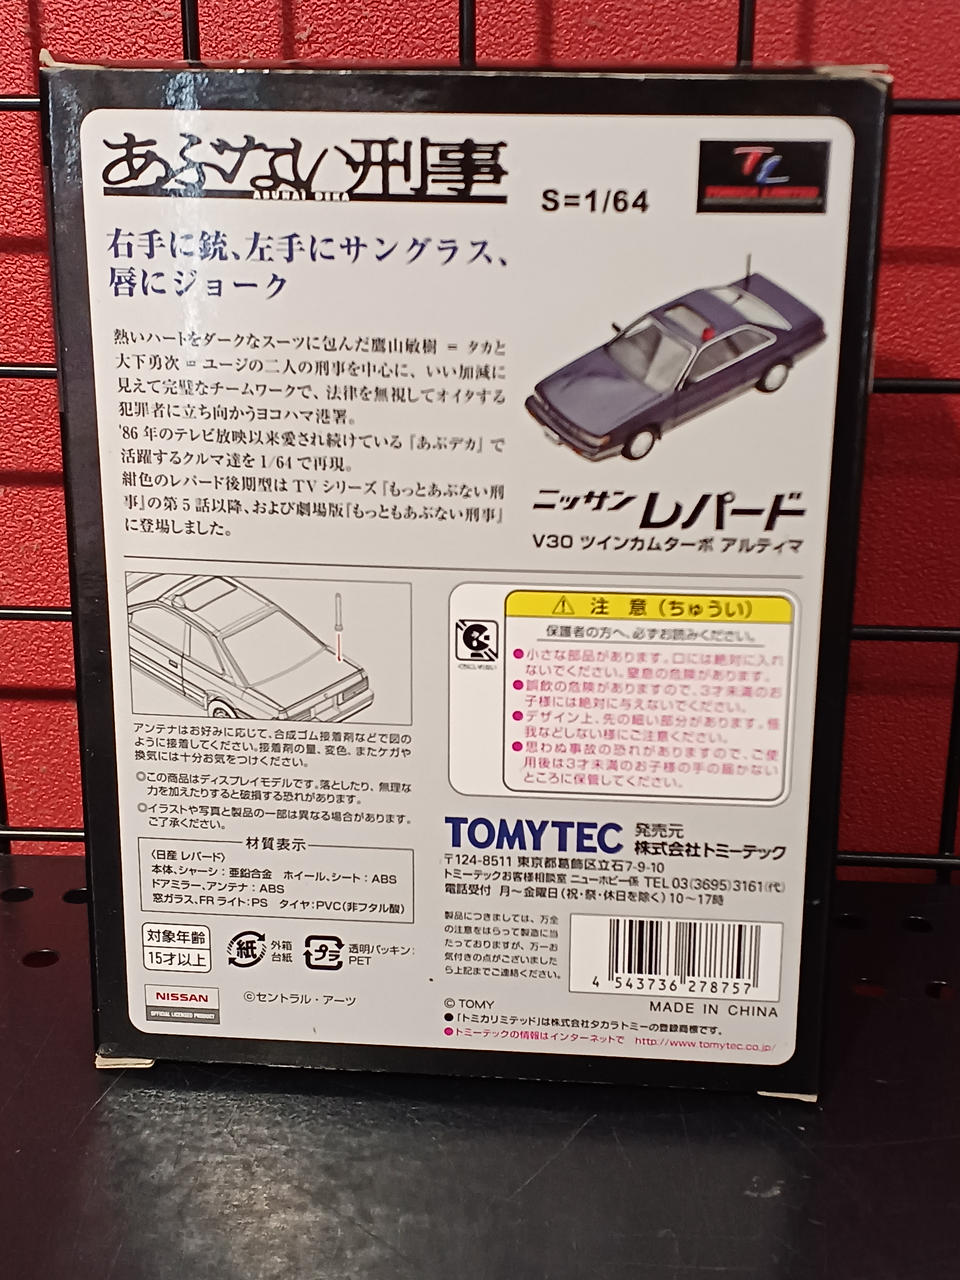 あぶない刑事
ABUNAI DEKA
S=1/64
TL
TOMICA LIMITED
右手に銃、左手にサングラス、
唇にジョーク
熱いハートをダークなスーツに包んだ鷹山敏樹 = タカと
大下勇次 = ユージの二人の刑事を中心に、いい加減に
見えて完璧なチームワークで、法律を無視してオイタする
犯罪者に立ち向かうヨコハマ港署。
'86 年のテレビ放映以来愛され続けている『あぶデカ』で
活躍するクルマ達を 1/64 で再現。
紺色のレパード後期型は TV シリーズ『もっとあぶない刑
事』の第 5 話以降、および劇場版『もっともあぶない刑事』
に登場しました。
ニッサン レパード
V30 ツインカムターボ アルティマ
アンテナはお好みに応じて、合成ゴム接着剤などで図の
ように接着してください。接着剤の量、変色、またケガや
換気には十分お気をつけください。
◎この商品はディスプレイモデルです。落としたり、無理な
力を加えたりすると破損する恐れがあります。
◎イラストや写真と製品の一部は異なる場合があります。
ご了承ください。
材質表示
〈日産 レパード〉
本体、シャーシ：亜鉛合金 ホイール、シート：ABS
ドアミラー、アンテナ：ABS
窓ガラス、FRライト：PS タイヤ：PVC(非フタル酸)
対象年齢
15才以上
紙
外箱
台紙
プラ
透明パッキン：
PET
NISSAN
OFFICIAL LICENSED PRODUCT
©セントラル・アーツ
⚠ 注 意（ちゅうい）
保護者の方へ、必ずお読みください。
●小さな部品があります。口には絶対に入れ
ないでください。窒息の危険があります。
●誤飲の危険がありますので、3才未満のお
子様には絶対に与えないでください。
●デザイン上、先の細い部分があります。怪
我などしない様にご注意ください。
●思わぬ事故の恐れがありますので、ご使
用後は3才未満のお子様の手の届かない
ところに保管してください。
くちにいれない
TOMYTEC 発売元
株式会社トミーテック
〒124-8511 東京都葛飾区立石7-9-10
トミーテックお客様相談室 ニューホビー係 TEL 03(3695)3161(代)
電話受付 月～金曜日(祝・祭・休日を除く)10～17時
製品につきましては、万全
の注意をはらって製造に当
たっておりますが、万一お
気付きの点がございました
ら上記までご連絡ください。
4 543736 278757
MADE IN CHINA
© TOMY
●「トミカリミテッド」は株式会社タカラトミーの登録商標です。
●トミーテックの情報はインターネットで http://www.tomytec.co.jp/